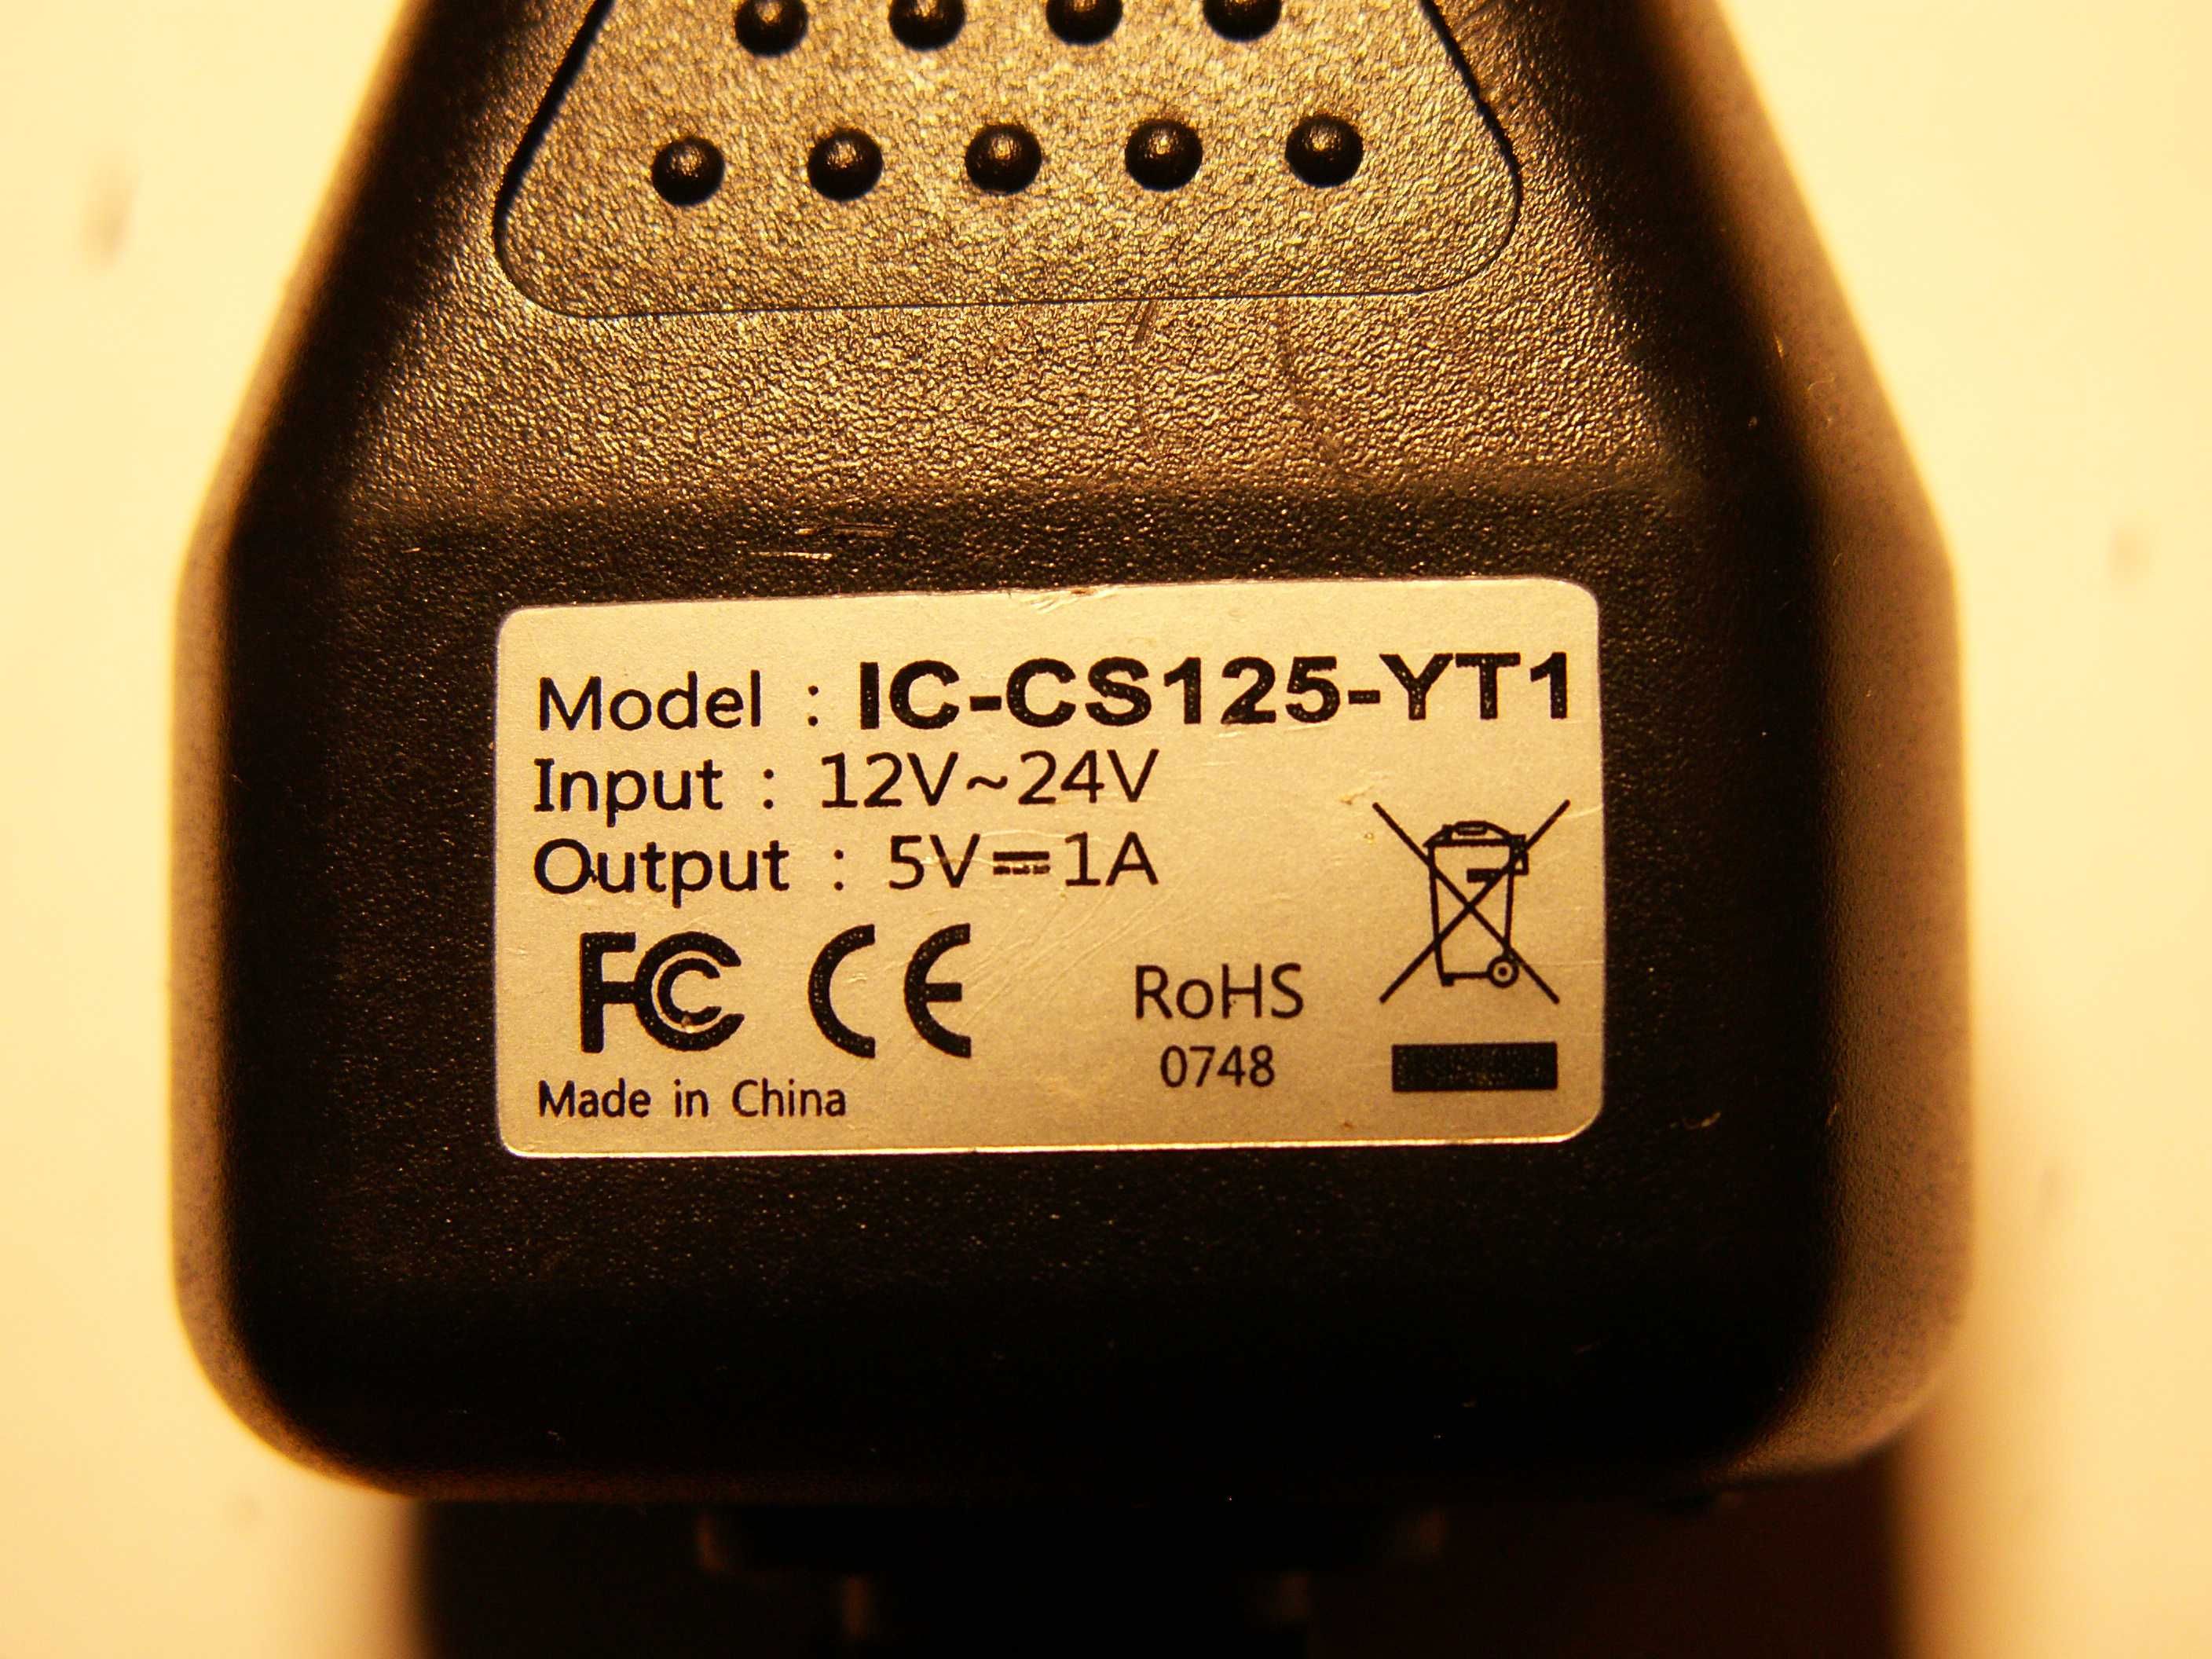 Model : IC-CS125-YT1
Input : 12V~24V
Output : 5V⎓1A
FC CE
RoHS
0748
Made in China